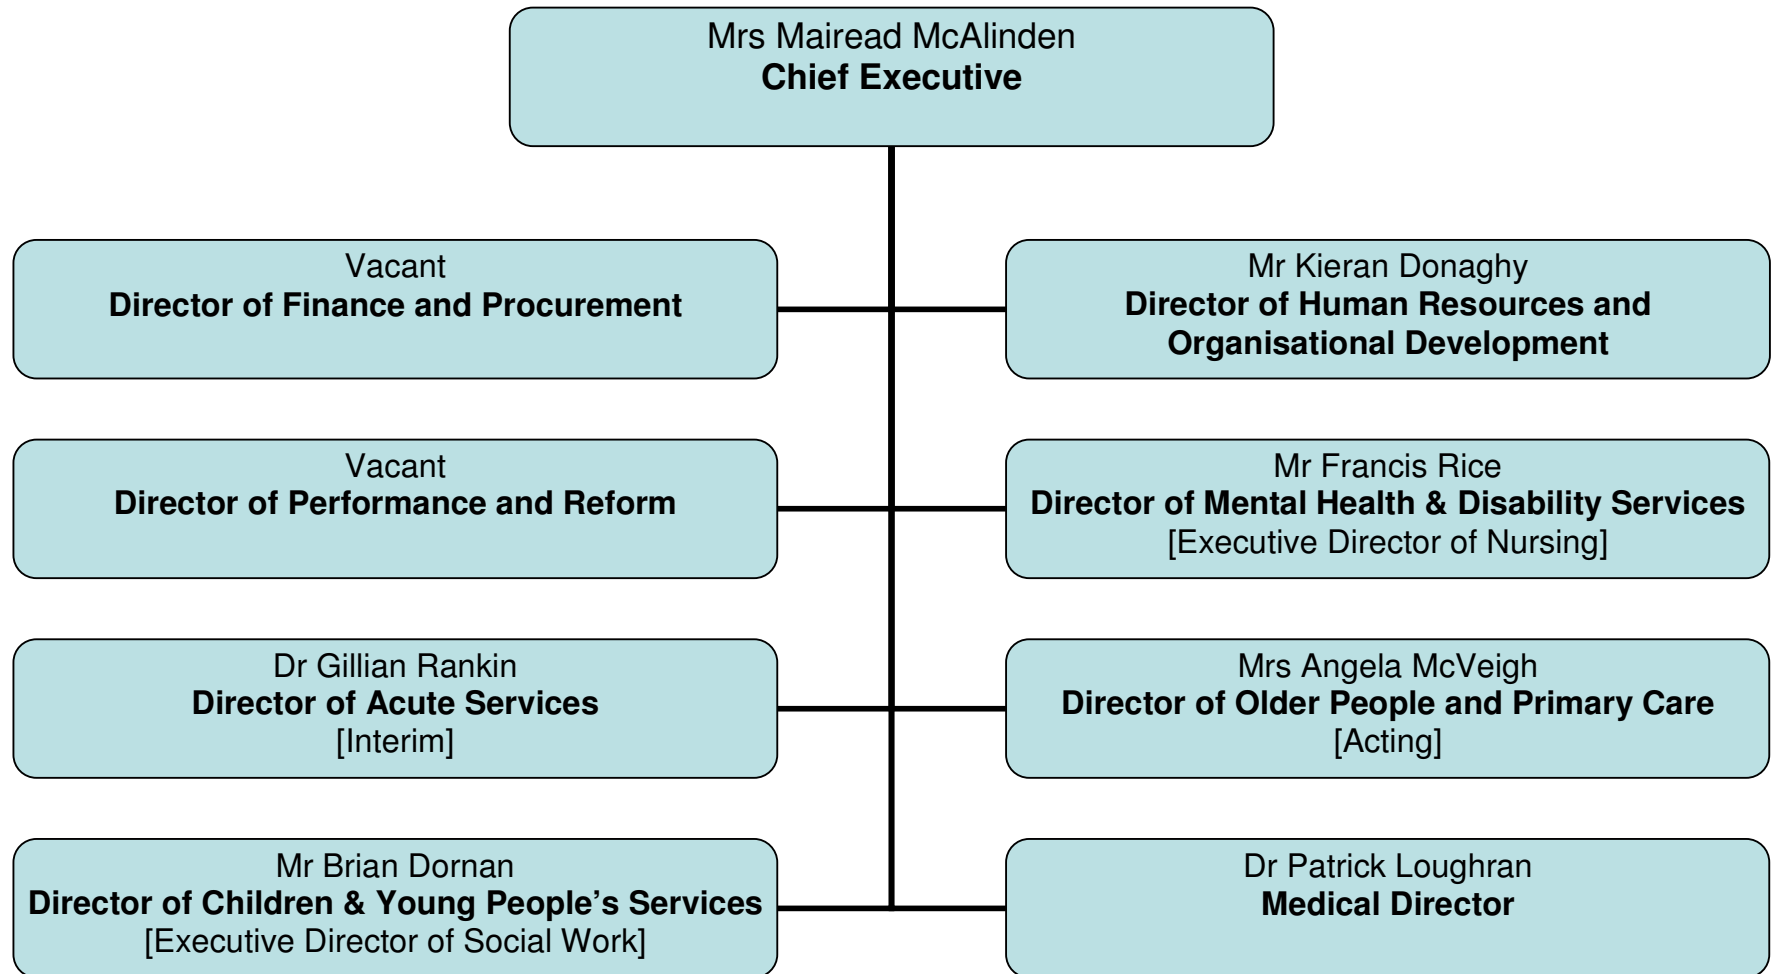 Mrs Mairead McAlinden
Chief Executive
Vacant
Director of Finance and Procurement
Mr Kieran Donaghy
Director of Human Resources and
Organisational Development
Vacant
Director of Performance and Reform
Mr Francis Rice
Director of Mental Health & Disability Services
[Executive Director of Nursing]
Dr Gillian Rankin
Director of Acute Services
[Interim]
Mrs Angela McVeigh
Director of Older People and Primary Care
[Acting]
Mr Brian Dornan
Director of Children & Young People’s Services
[Executive Director of Social Work]
Dr Patrick Loughran
Medical Director